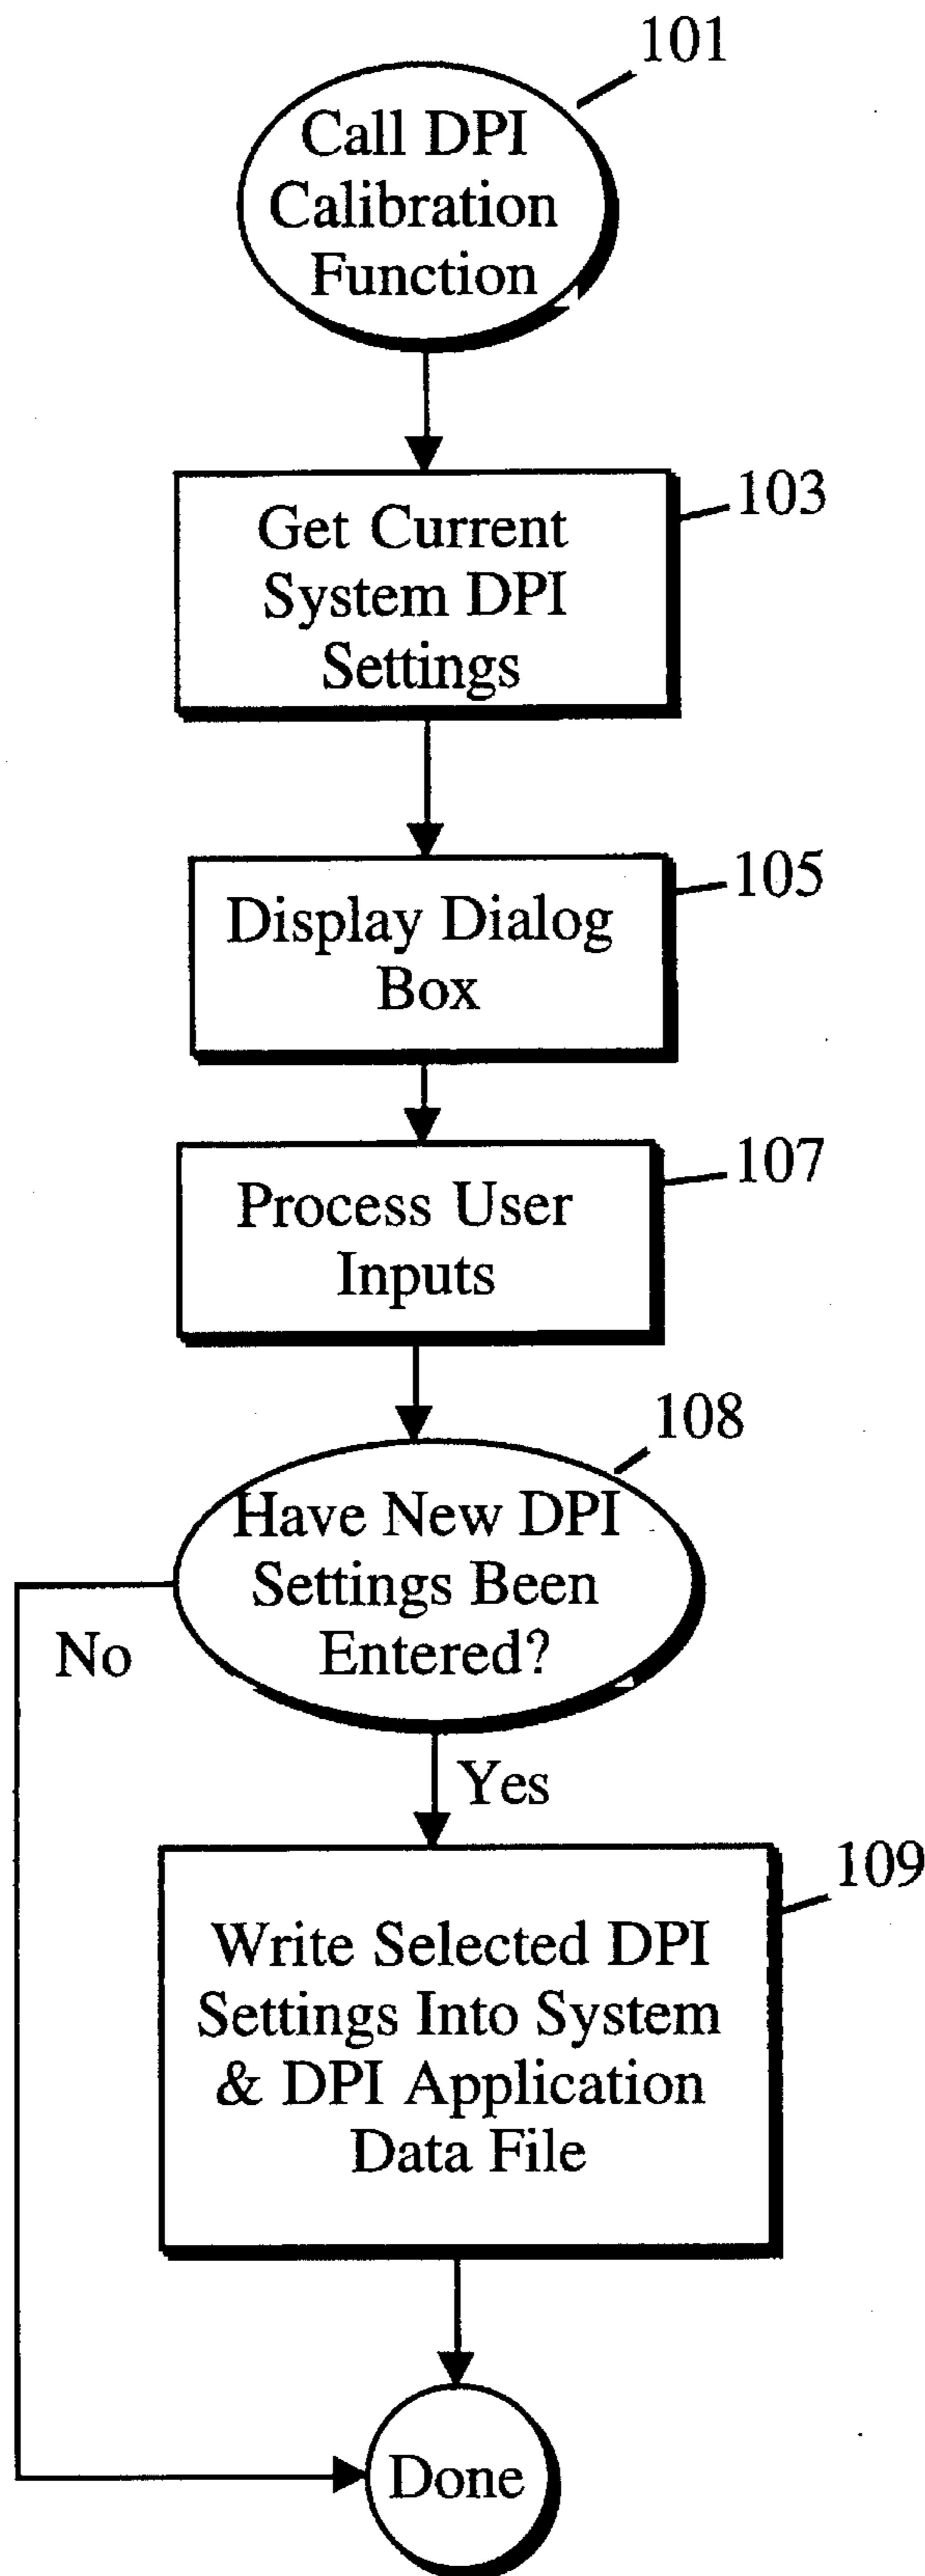 101
Call DPI
Calibration
Function
103
Get Current
System DPI
Settings
105
Display Dialog
Box
107
Process User
Inputs
108
Have New DPI
Settings Been
Entered?
No
Yes
109
Write Selected DPI
Settings Into System
& DPI Application
Data File
Done